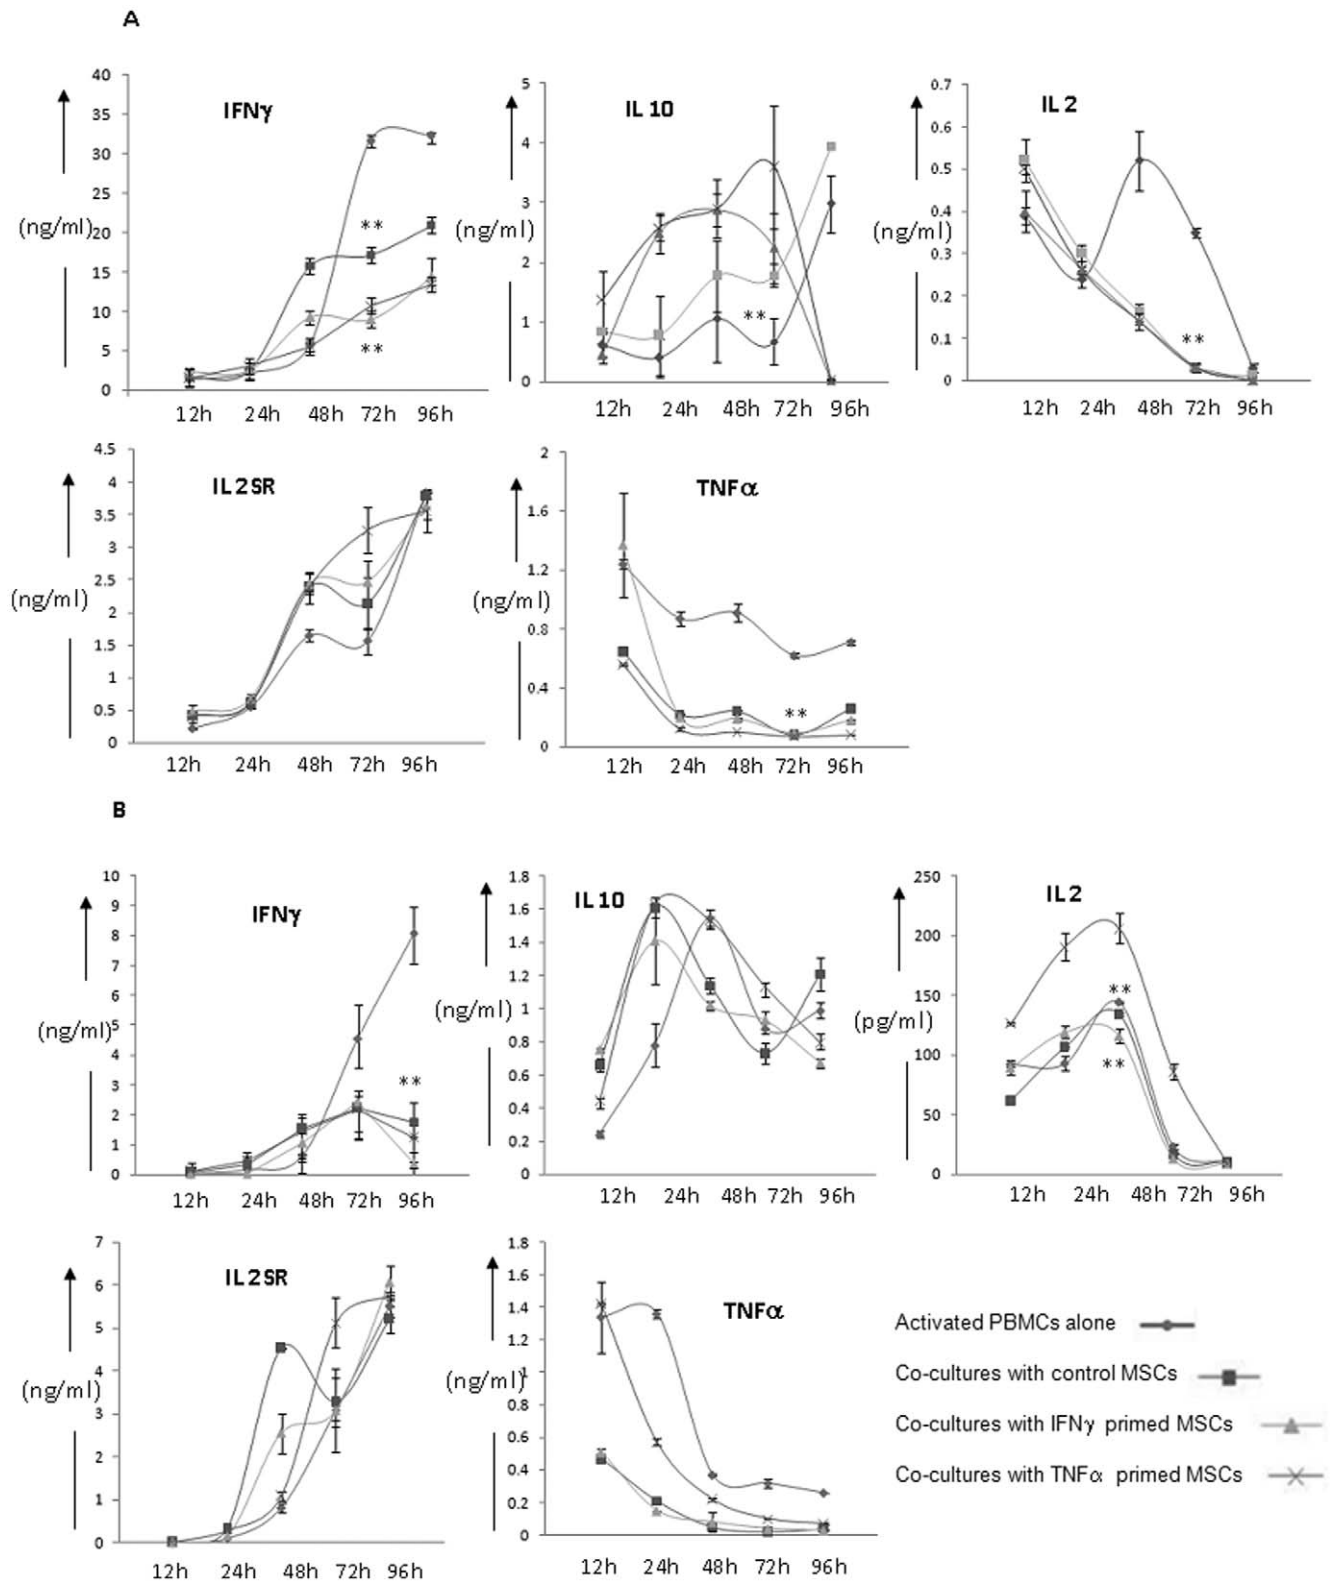 A
IFNγ
40
35
30
25
20
15
10
5
0
(ng/ml)
**
**
12h 24h 48h 72h 96h
IL 10
5
4
3
2
1
0
(ng/ml)
**
12h 24h 48h 72h 96h
IL 2
0.7
0.6
0.5
0.4
0.3
0.2
0.1
0
(ng/ml)
**
12h 24h 48h 72h 96h
IL 2SR
4.5
4
3.5
3
2.5
2
1.5
1
0.5
0
(ng/ml)
12h 24h 48h 72h 96h
TNFα
2
1.6
1.2
0.8
0.4
0
(ng/ml)
**
12h 24h 48h 72h 96h
B
IFNγ
10
9
8
7
6
5
4
3
2
1
0
(ng/ml)
**
12h 24h 48h 72h 96h
IL 10
1.8
1.6
1.4
1.2
1
0.8
0.6
0.4
0.2
0
(ng/ml)
12h 24h 48h 72h 96h
IL 2
250
200
150
100
50
0
(pg/ml)
**
**
12h 24h 48h 72h 96h
IL 2SR
7
6
5
4
3
2
1
0
(ng/ml)
12h 24h 48h 72h 96h
TNFα
1.8
1.6
1.4
1.2
1
0.8
0.6
0.4
0.2
0
(ng/ml)
12h 24h 48h 72h 96h
Activated PBMCs alone
Co-cultures with control MSCs
Co-cultures with IFNγ primed MSCs
Co-cultures with TNFα primed MSCs